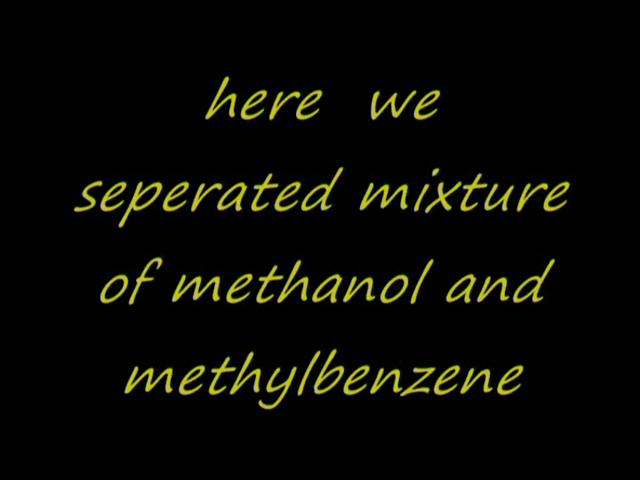 here we
seperated mixture
of methanol and
methylbenzene